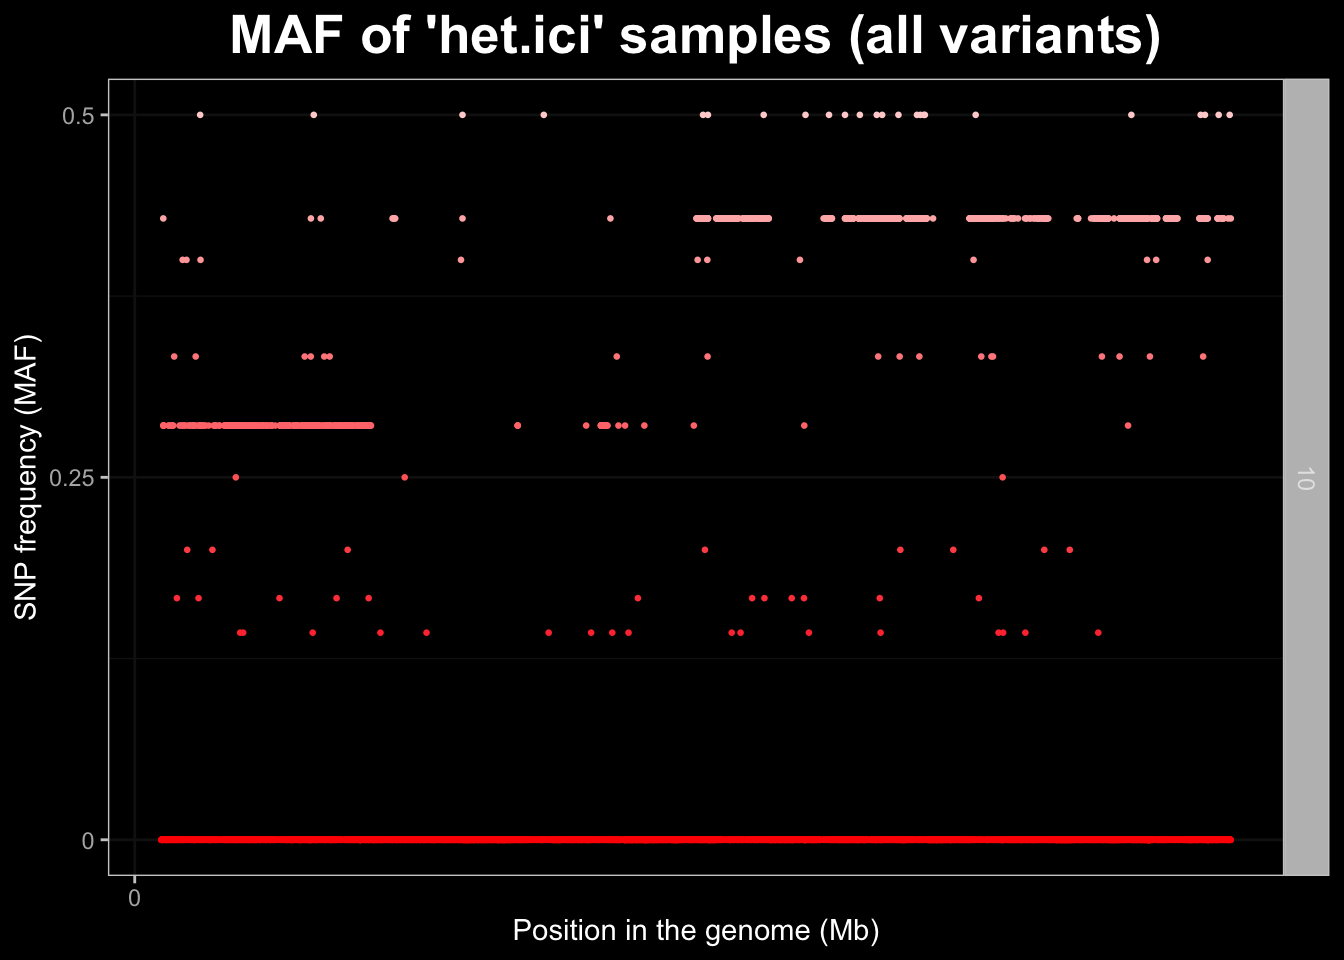 MAF of 'het.ici' samples (all variants)
SNP frequency (MAF)
0.5
0.25
0
10
0
Position in the genome (Mb)